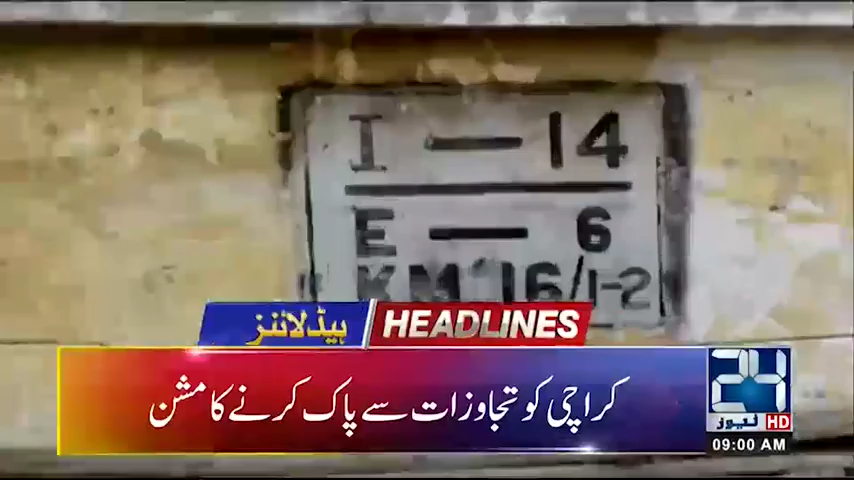 I — 14
E — 6
KM 16/1-2
ہیڈلائنز HEADLINES
کراچی کو تجاوزات سے پاک کرنے کا مشن
24
نیوز HD
09:00 AM